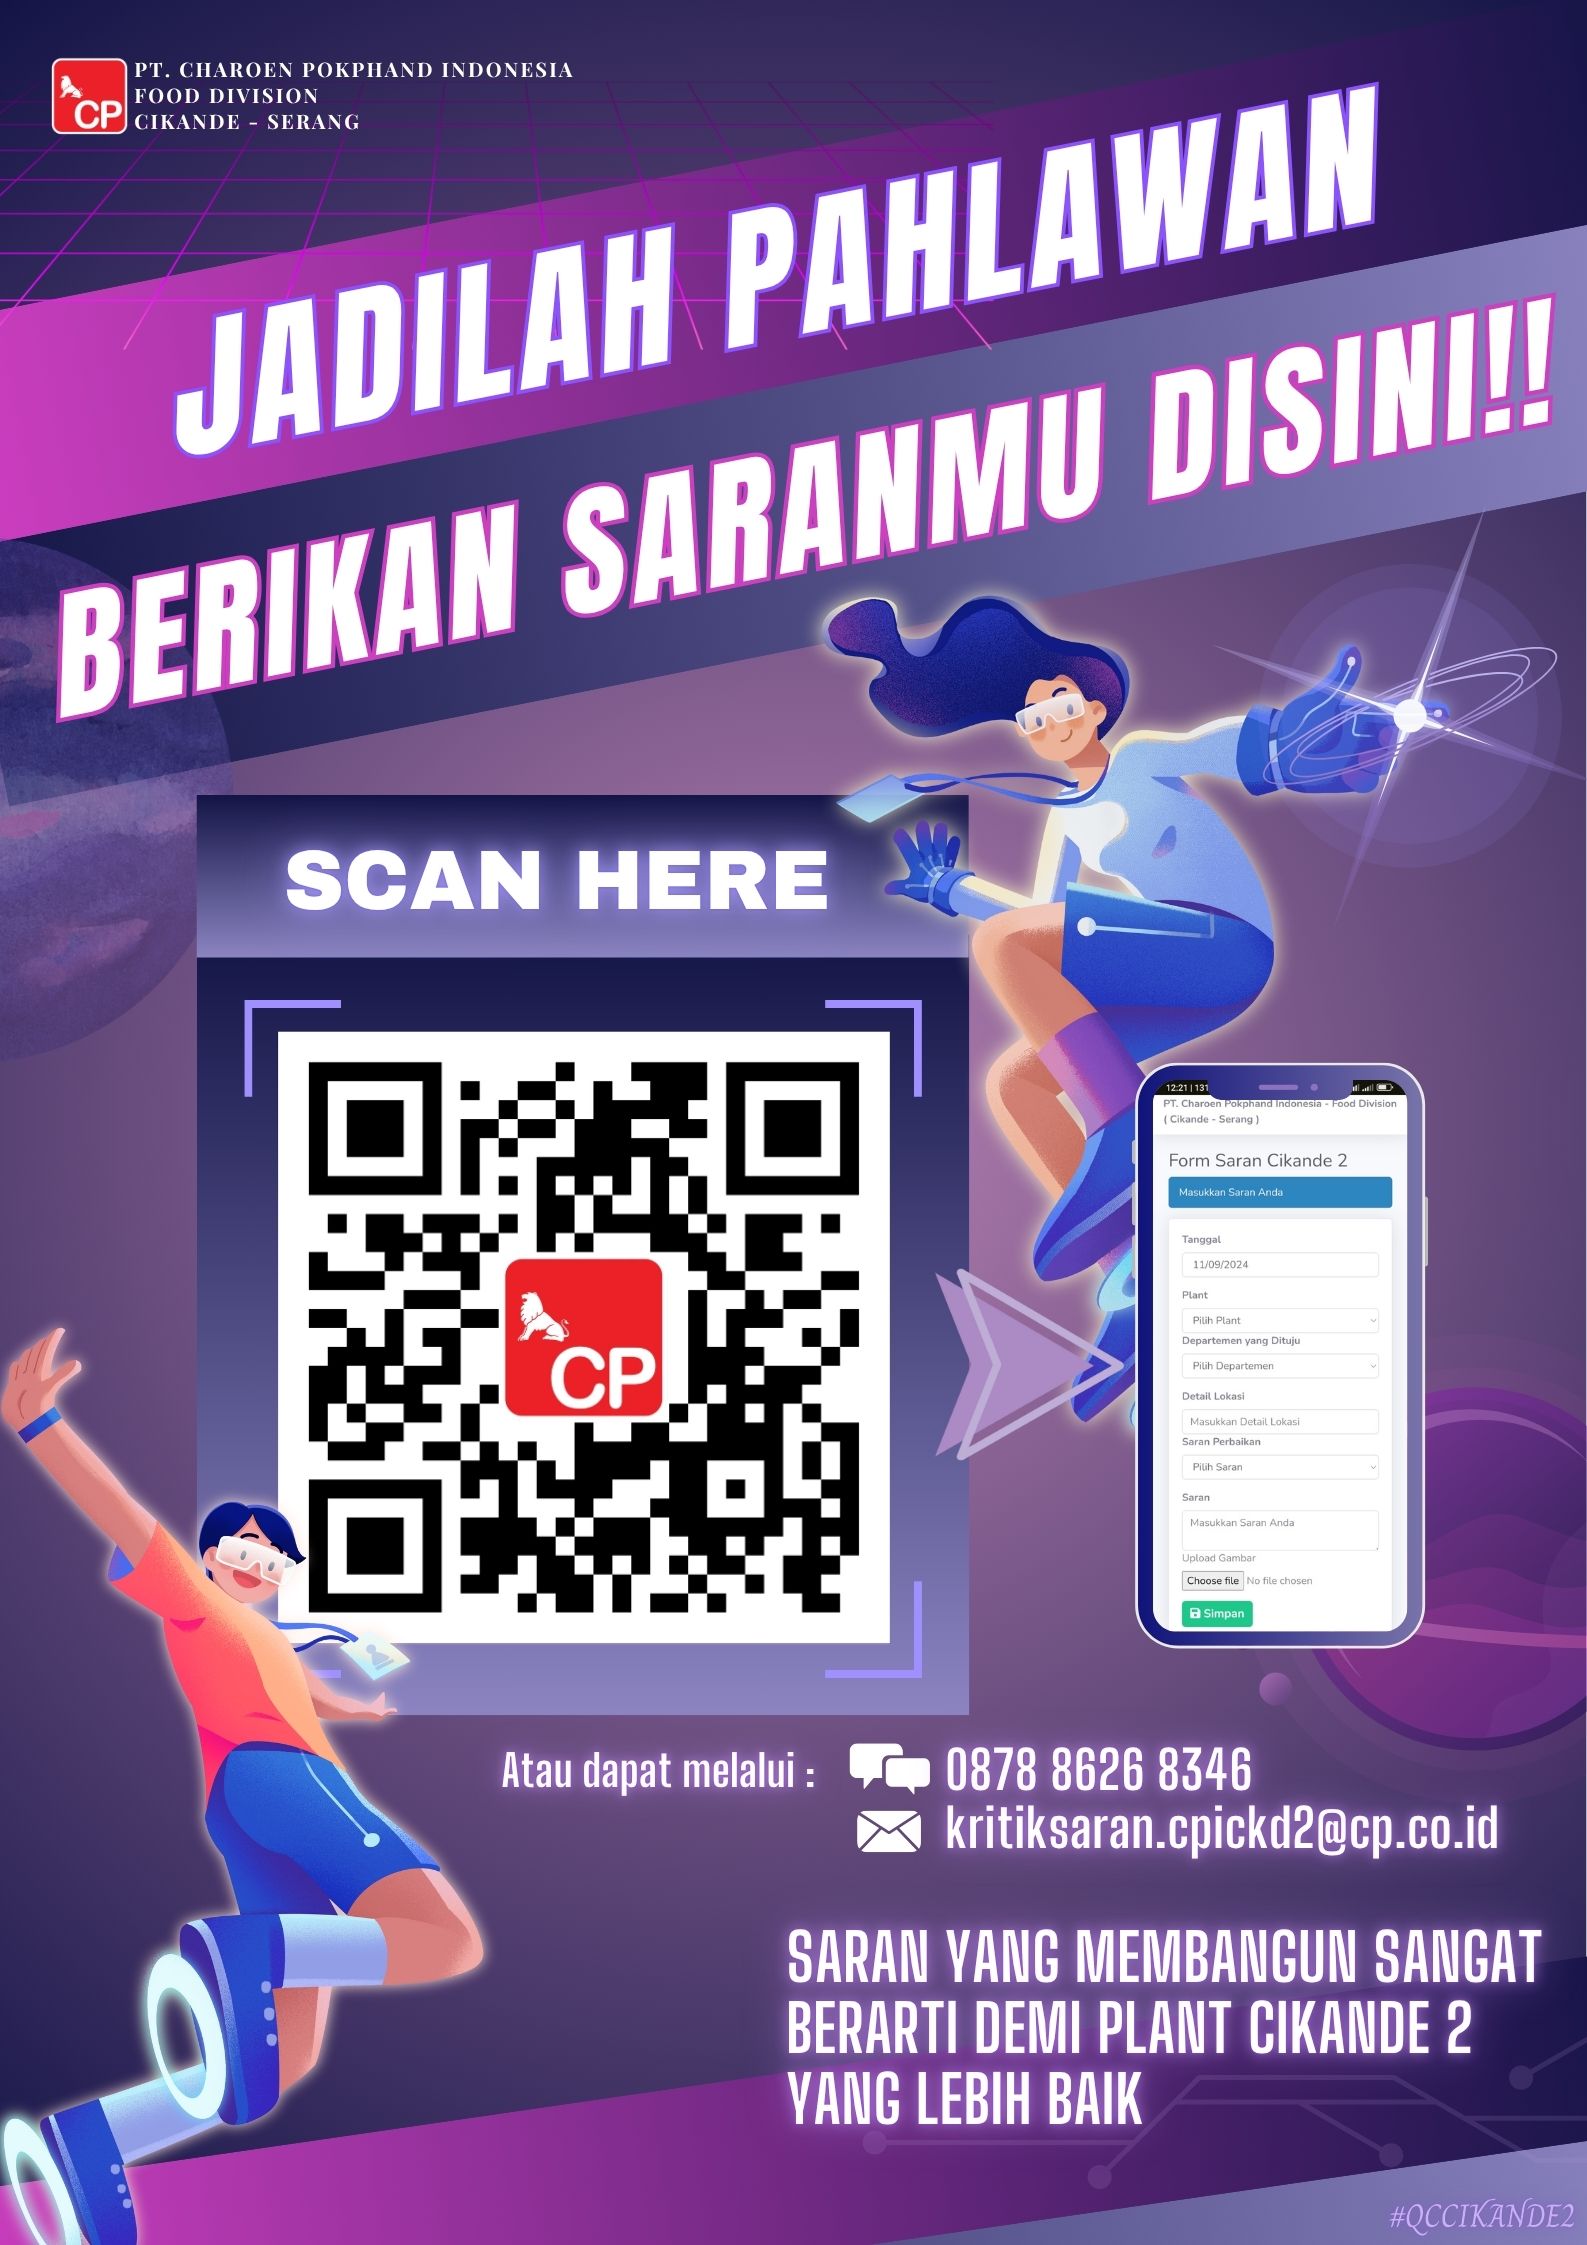 CP
PT. CHAROEN POKPHAND INDONESIA
FOOD DIVISION
CIKANDE - SERANG
JADILAH PAHLAWAN
BERIKAN SARANMU DISINI!!
SCAN HERE
CP
12:21 | 131
PT. Charoen Pokphand Indonesia - Food Division
( Cikande - Serang )
Form Saran Cikande 2
Masukkan Saran Anda
Tanggal
11/09/2024
Plant
Pilih Plant
Departemen yang Dituju
Pilih Departemen
Detail Lokasi
Masukkan Detail Lokasi
Saran Perbaikan
Pilih Saran
Saran
Masukkan Saran Anda
Upload Gambar
Choose file No file chosen
Simpan
Atau dapat melalui : 0878 8626 8346
kritiksaran.cpickd2@cp.co.id
SARAN YANG MEMBANGUN SANGAT
BERARTI DEMI PLANT CIKANDE 2
YANG LEBIH BAIK
#QCCIKANDE2